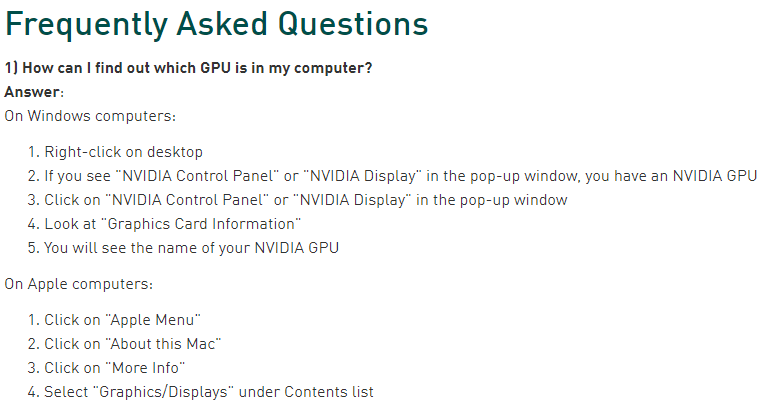 Frequently Asked Questions
1) How can I find out which GPU is in my computer?
Answer:
On Windows computers:
1. Right-click on desktop
2. If you see "NVIDIA Control Panel" or "NVIDIA Display" in the pop-up window, you have an NVIDIA GPU
3. Click on "NVIDIA Control Panel" or "NVIDIA Display" in the pop-up window
4. Look at "Graphics Card Information"
5. You will see the name of your NVIDIA GPU
On Apple computers:
1. Click on "Apple Menu"
2. Click on "About this Mac"
3. Click on "More Info"
4. Select "Graphics/Displays" under Contents list